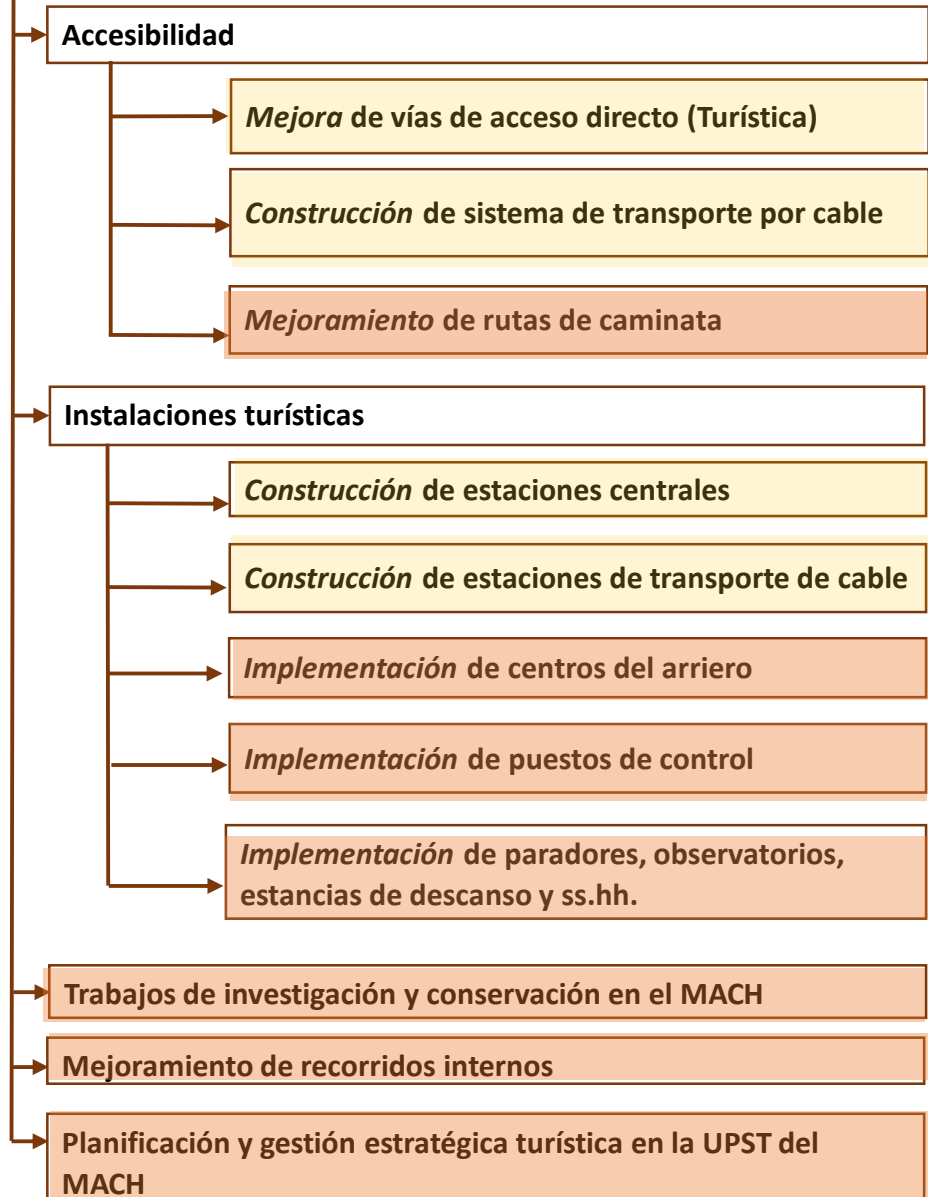 Accesibilidad
Mejora de vías de acceso directo (Turística)
Construcción de sistema de transporte por cable
Mejoramiento de rutas de caminata
Instalaciones turísticas
Construcción de estaciones centrales
Construcción de estaciones de transporte de cable
Implementación de centros del arriero
Implementación de puestos de control
Implementación de paradores, observatorios,
estancias de descanso y ss.hh.
Trabajos de investigación y conservación en el MACH
Mejoramiento de recorridos internos
Planificación y gestión estratégica turística en la UPST del
MACH